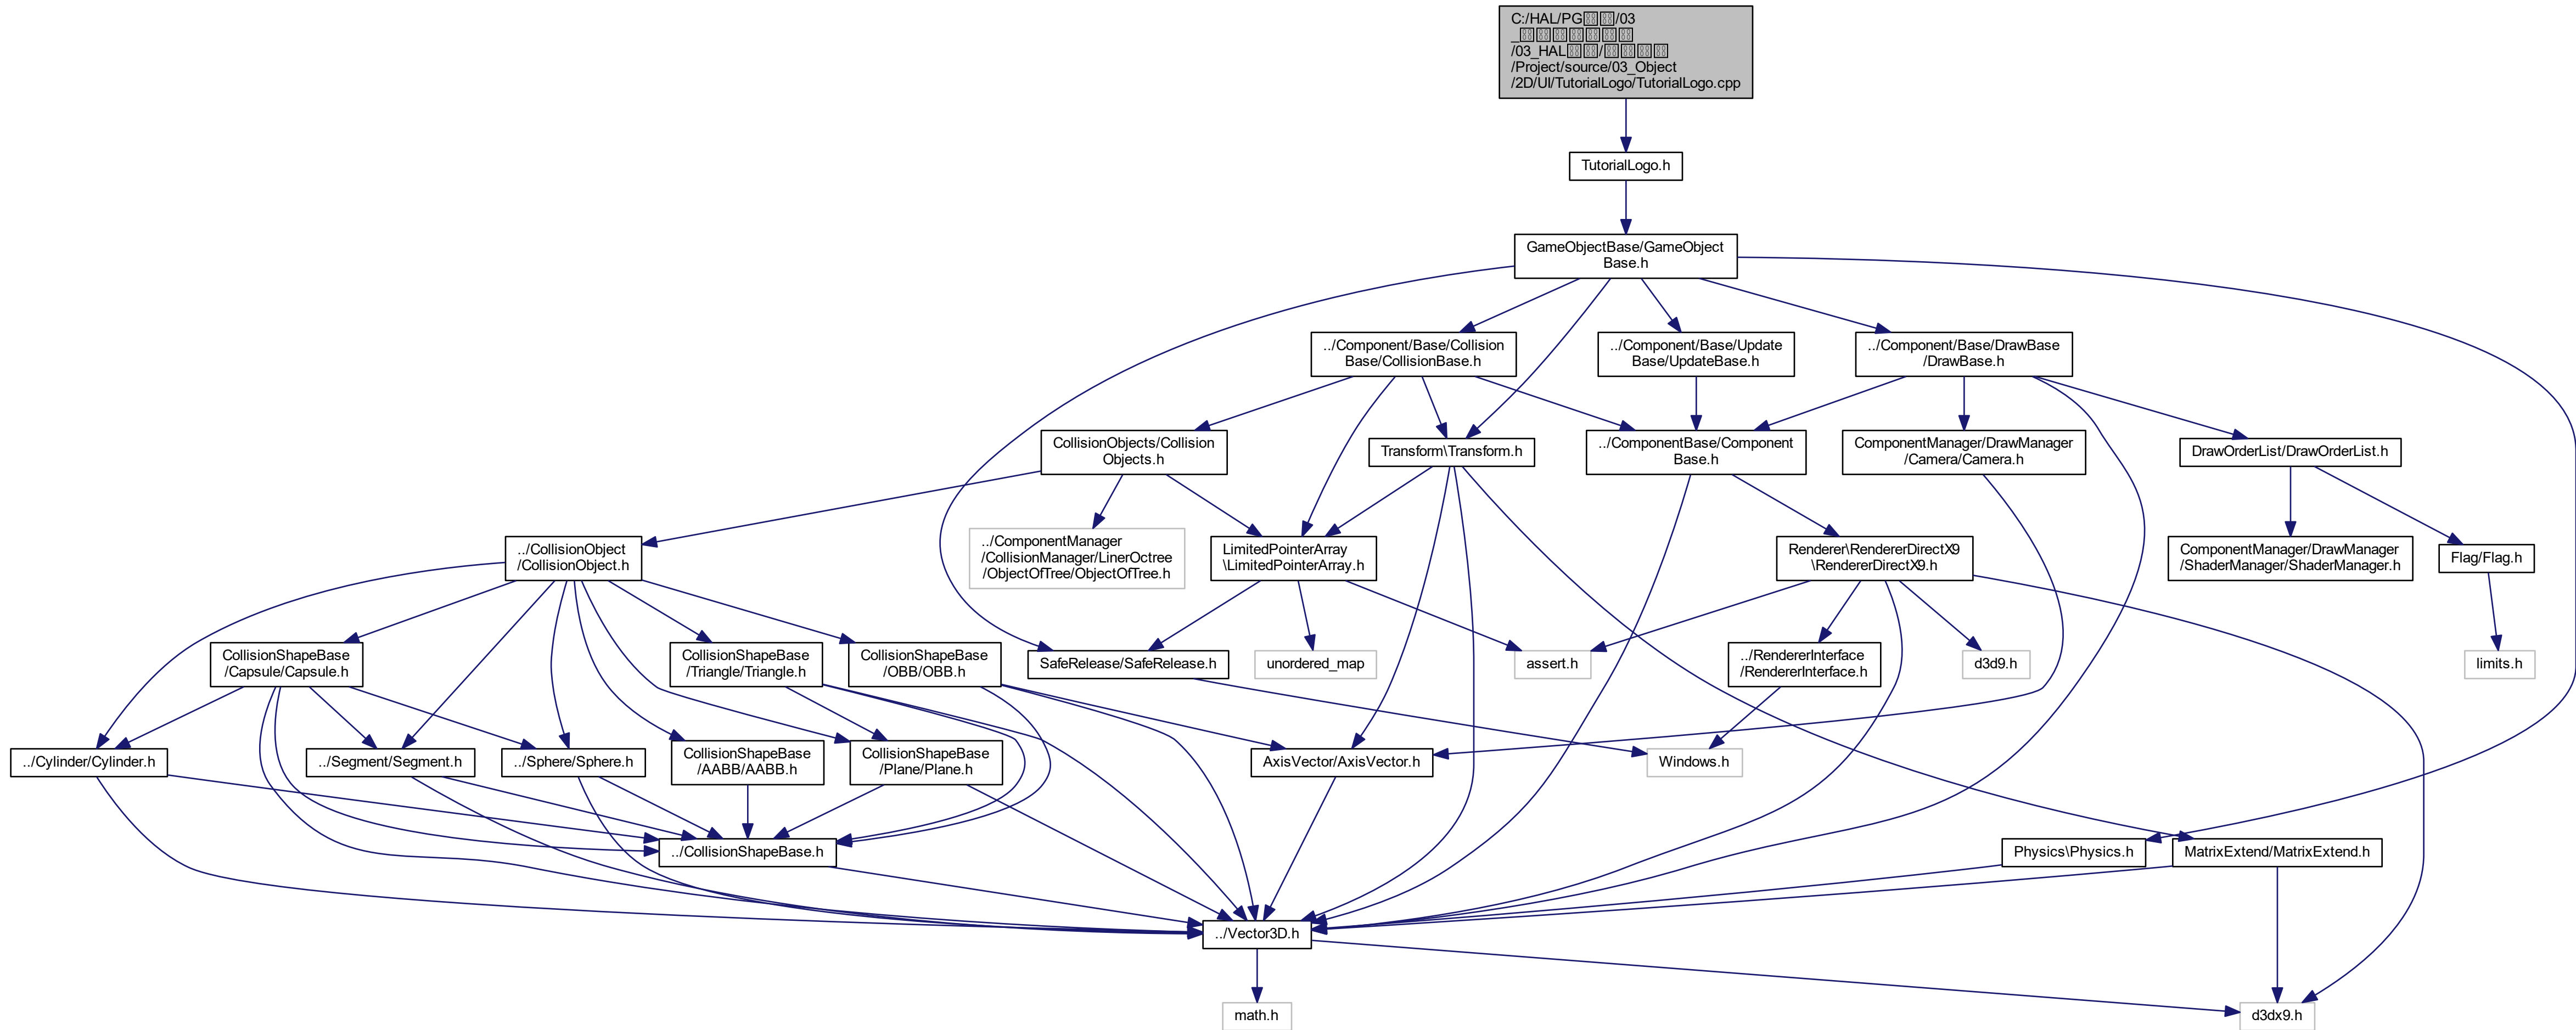 C:/HAL/PG/03
_
/03_HAL/
/Project/source/03_Object
/2D/UI/TutorialLogo/TutorialLogo.cpp
TutorialLogo.h
GameObjectBase/GameObject
Base.h
../Component/Base/Collision
Base/CollisionBase.h
../Component/Base/Update
Base/UpdateBase.h
../Component/Base/DrawBase
/DrawBase.h
CollisionObjects/Collision
Objects.h
Transform\Transform.h
../ComponentBase/Component
Base.h
ComponentManager/DrawManager
/Camera/Camera.h
DrawOrderList/DrawOrderList.h
../CollisionObject
/CollisionObject.h
../ComponentManager
/CollisionManager/LinerOctree
/ObjectOfTree/ObjectOfTree.h
LimitedPointerArray
\LimitedPointerArray.h
Renderer\RendererDirectX9
\RendererDirectX9.h
ComponentManager/DrawManager
/ShaderManager/ShaderManager.h
Flag/Flag.h
CollisionShapeBase
/Capsule/Capsule.h
CollisionShapeBase
/Triangle/Triangle.h
CollisionShapeBase
/OBB/OBB.h
SafeRelease/SafeRelease.h
unordered_map
assert.h
../RendererInterface
/RendererInterface.h
d3d9.h
limits.h
../Cylinder/Cylinder.h
../Segment/Segment.h
../Sphere/Sphere.h
CollisionShapeBase
/AABB/AABB.h
CollisionShapeBase
/Plane/Plane.h
AxisVector/AxisVector.h
Windows.h
../CollisionShapeBase.h
Physics\Physics.h
MatrixExtend/MatrixExtend.h
../Vector3D.h
math.h
d3dx9.h